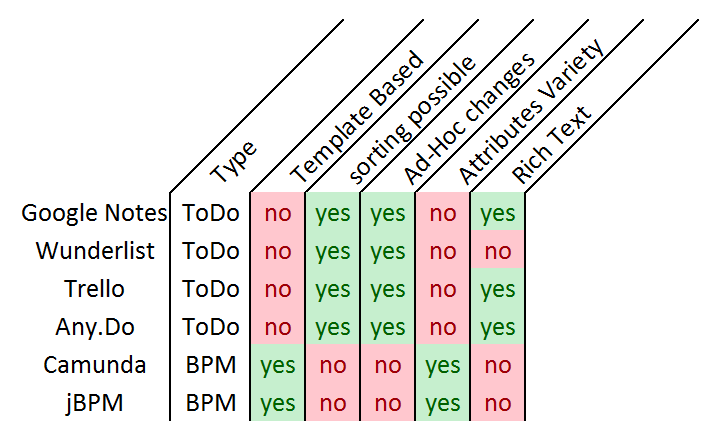 Type
Template Based
sorting possible
Ad-Hoc changes
Attributes Variety
Rich Text
Google Notes ToDo no yes yes no yes
Wunderlist ToDo no yes yes no no
Trello ToDo no yes yes no yes
Any.Do ToDo no yes yes no yes
Camunda BPM yes no no yes no
jBPM BPM yes no no yes no